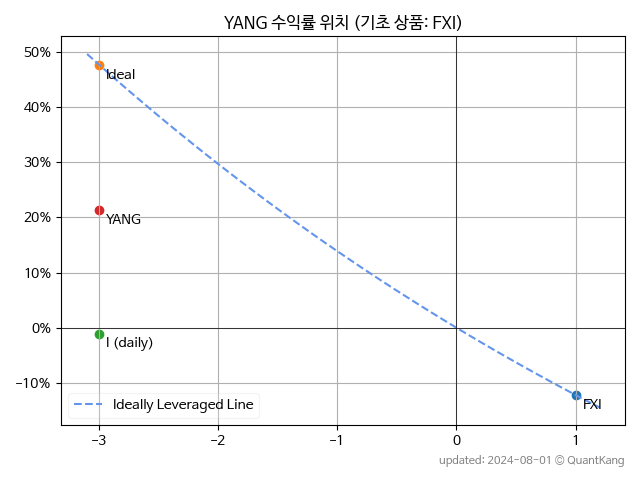 YANG 수익률 위치 (기초 상품: FXI)
50%
40%
30%
20%
10%
0%
−10%
Ideal
YANG
I (daily)
FXI
Ideally Leveraged Line
−3
−2
−1
0
1
updated: 2024-08-01 © QuantKang